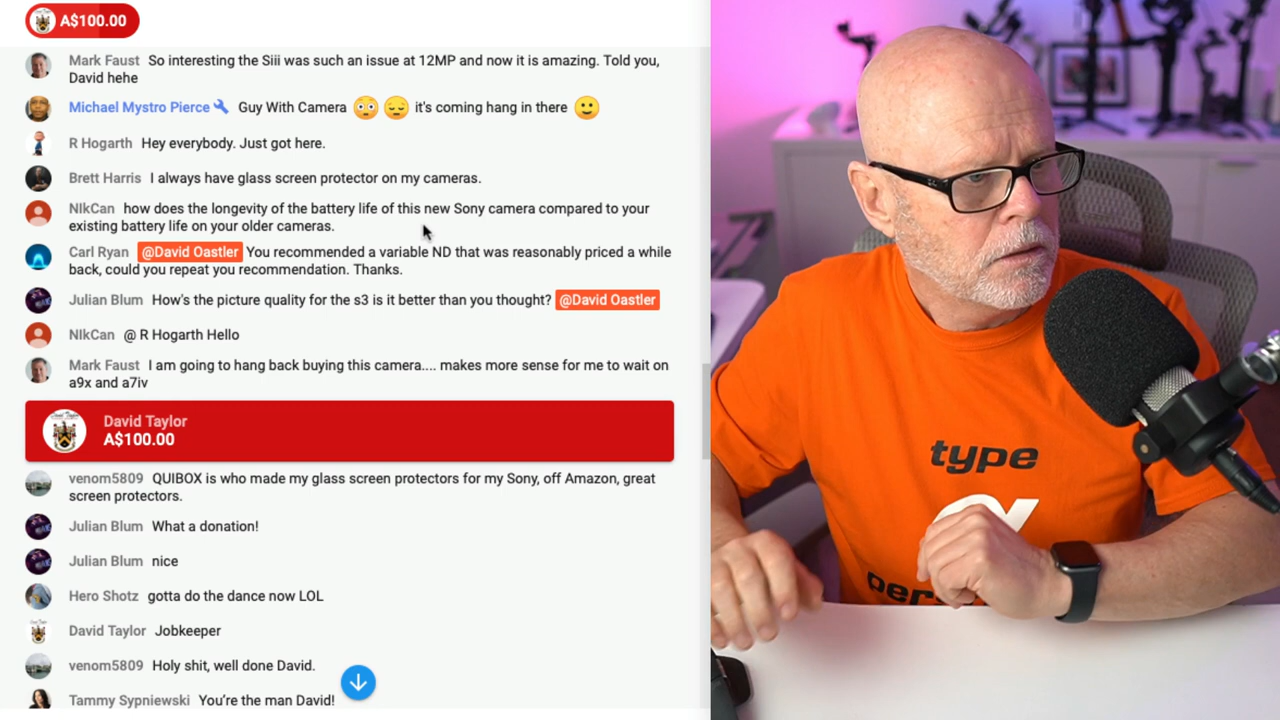 A$100.00
Mark Faust So interesting the Siii was such an issue at 12MP and now it is amazing. Told you,
David hehe
Michael Mystro Pierce Guy With Camera 😳 😔 it's coming hang in there 🙂
R Hogarth Hey everybody. Just got here.
Brett Harris I always have glass screen protector on my cameras.
NIkCan how does the longevity of the battery life of this new Sony camera compared to your
existing battery life on your older cameras.
Carl Ryan @David Oastler You recommended a variable ND that was reasonably priced a while
back, could you repeat you recommendation. Thanks.
Julian Blum How's the picture quality for the s3 is it better than you thought? @David Oastler
NIkCan @ R Hogarth Hello
Mark Faust I am going to hang back buying this camera.... makes more sense for me to wait on
a9x and a7iv
David Taylor
A$100.00
venom5809 QUIBOX is who made my glass screen protectors for my Sony, off Amazon, great
screen protectors.
Julian Blum What a donation!
Julian Blum nice
Hero Shotz gotta do the dance now LOL
David Taylor Jobkeeper
venom5809 Holy shit, well done David.
Tammy Sypniewski You're the man David!
type
α